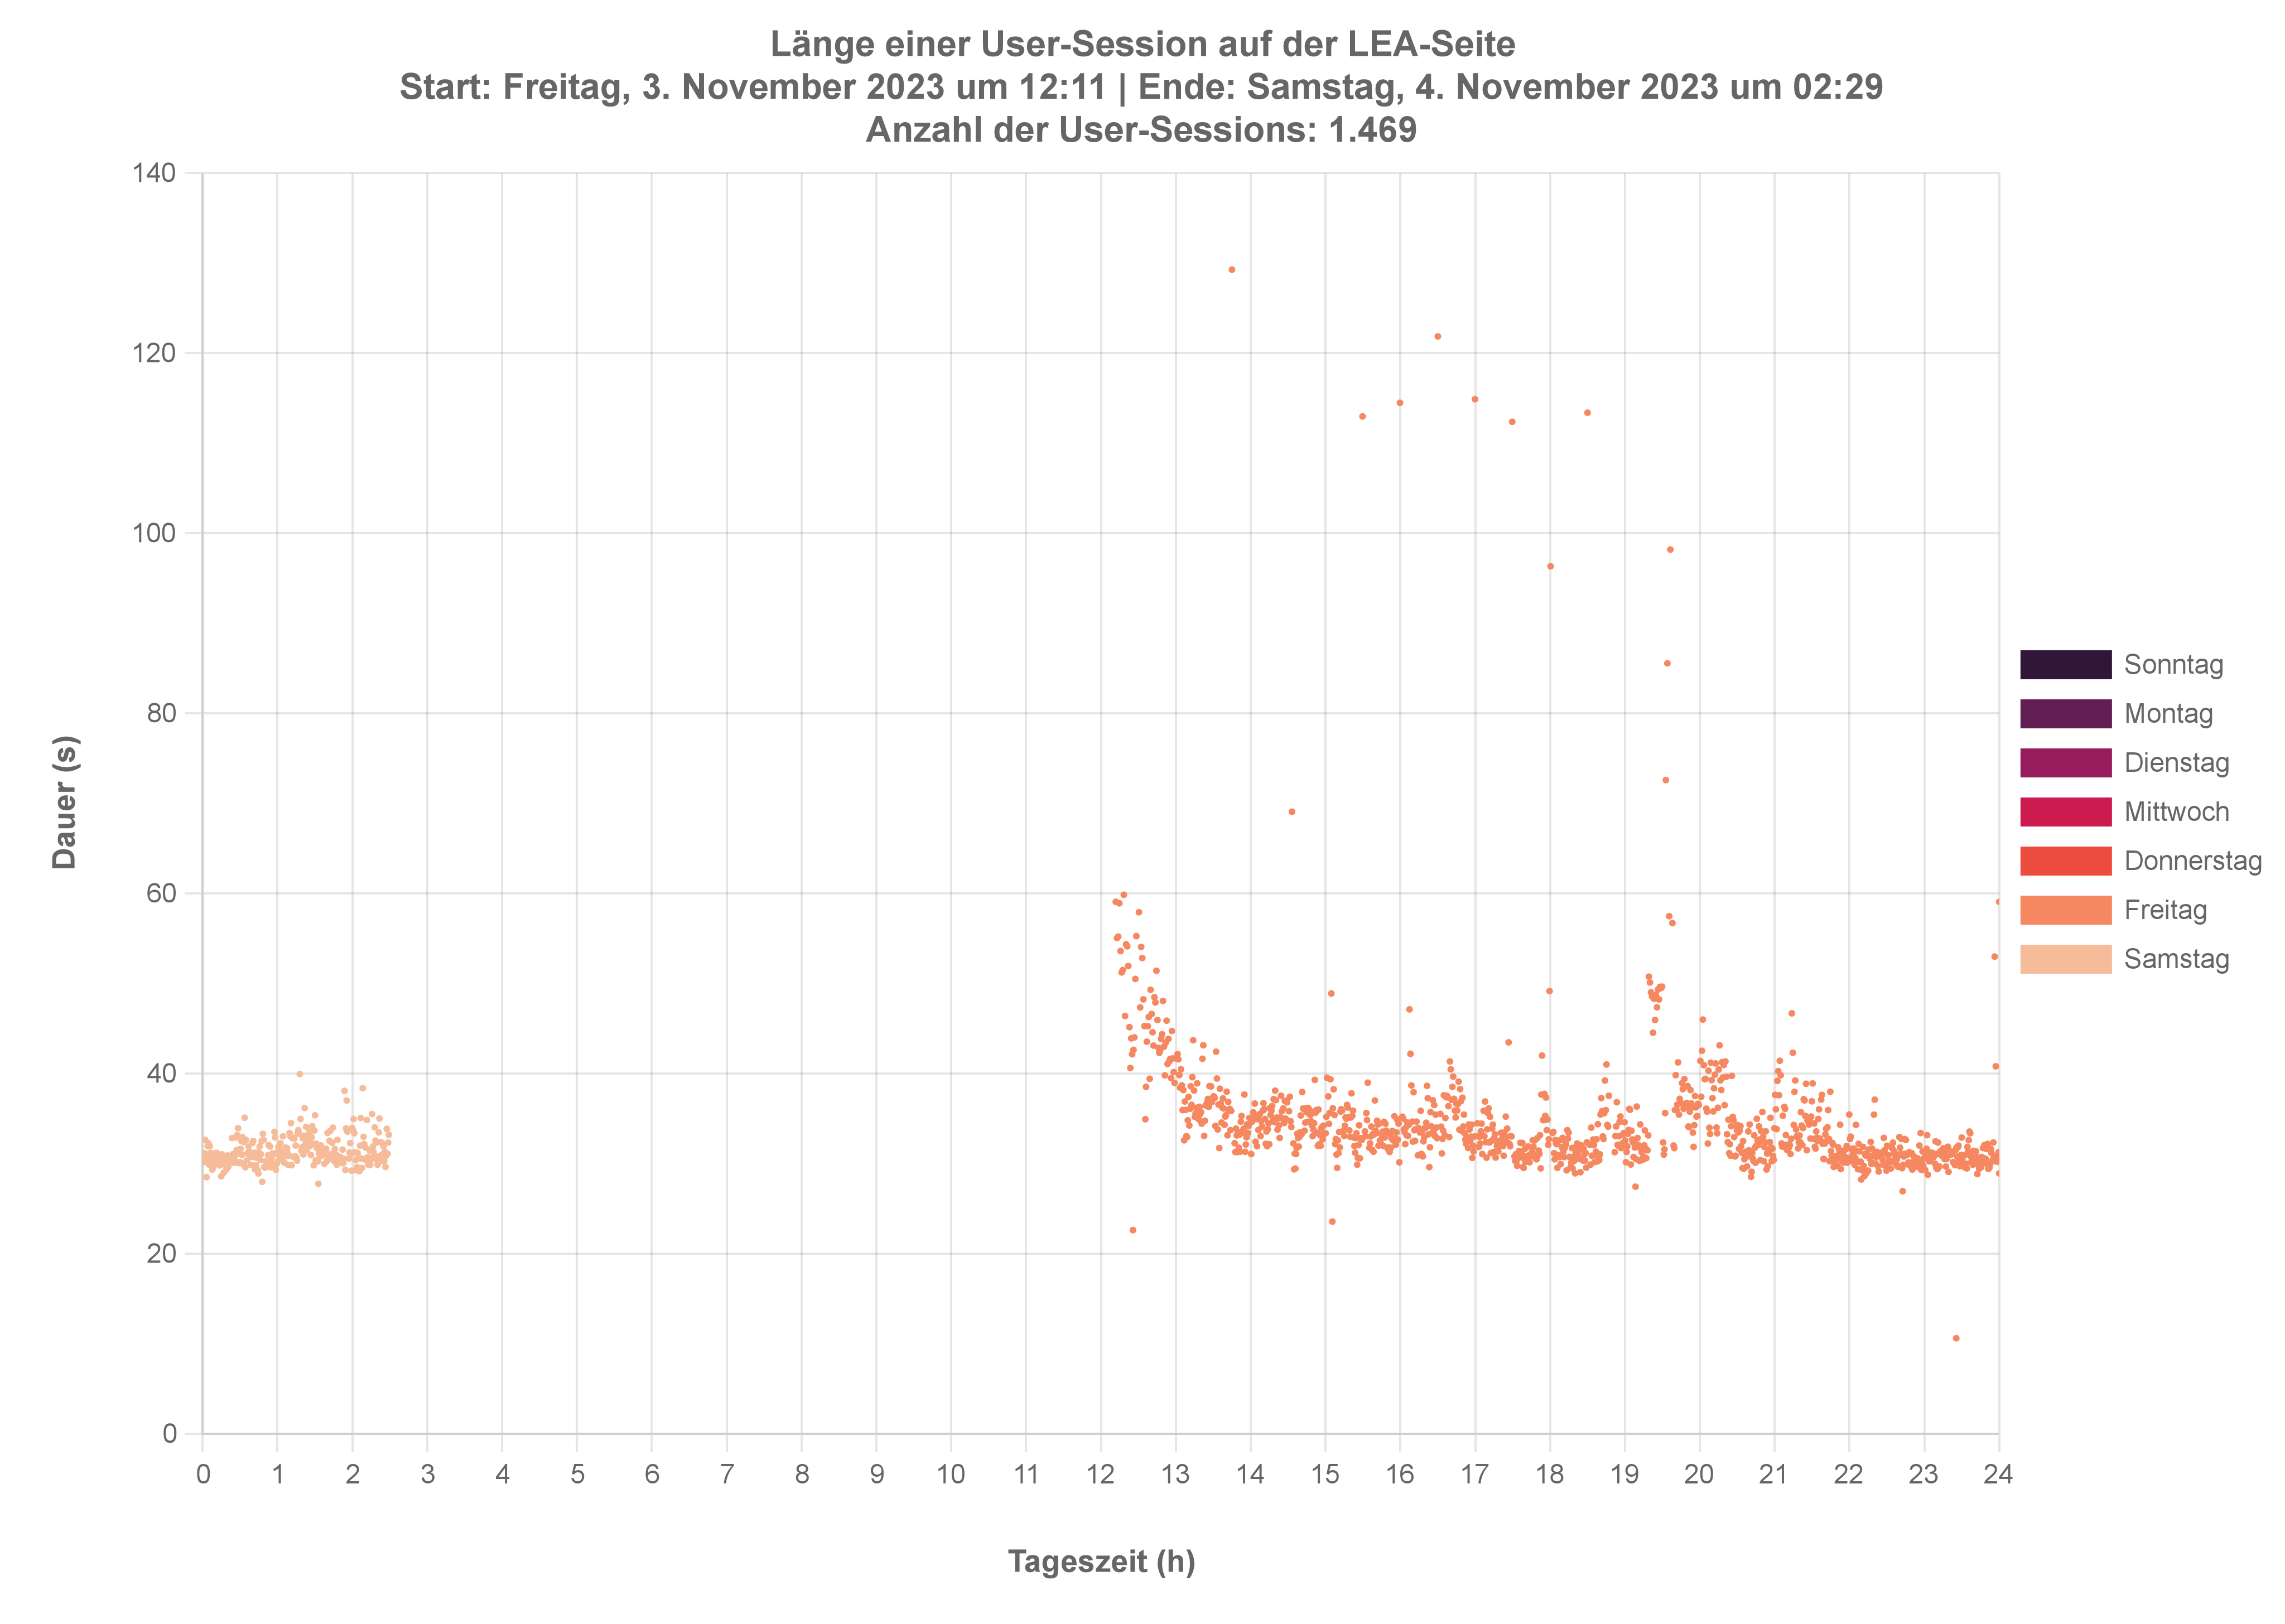 Länge einer User-Session auf der LEA-Seite
Start: Freitag, 3. November 2023 um 12:11 | Ende: Samstag, 4. November 2023 um 02:29
Anzahl der User-Sessions: 1.469
140
120
100
80
60
40
20
0
Dauer (s)
0 1 2 3 4 5 6 7 8 9 10 11 12 13 14 15 16 17 18 19 20 21 22 23 24
Tageszeit (h)
Sonntag
Montag
Dienstag
Mittwoch
Donnerstag
Freitag
Samstag